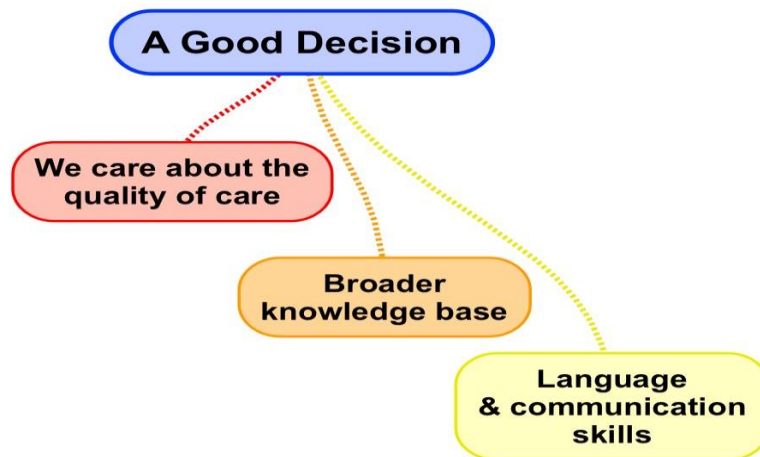 A Good Decision
We care about the
quality of care
Broader
knowledge base
Language
& communication
skills